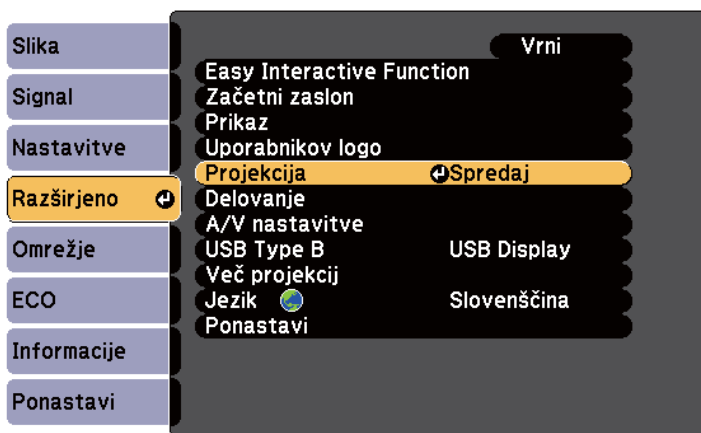 Slika
Signal
Nastavitve
Razširjeno
Omrežje
ECO
Informacije
Ponastavi
Vrni
Easy Interactive Function
Začetni zaslon
Prikaz
Uporabnikov logo
Projekcija Spredaj
Delovanje
A/V nastavitve
USB Type B USB Display
Več projekcij
Jezik Slovenščina
Ponastavi